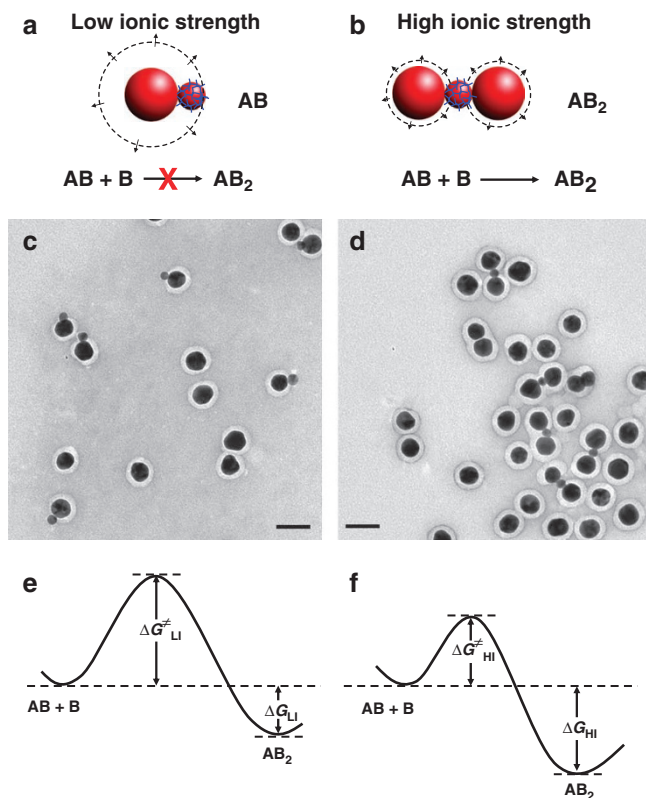 a Low ionic strength
AB
AB + B X AB₂
b High ionic strength
AB₂
AB + B ⟶ AB₂
c
d
e
ΔG≠LI
AB + B
ΔGLI
AB₂
f
ΔG≠HI
AB + B
ΔGHI
AB₂